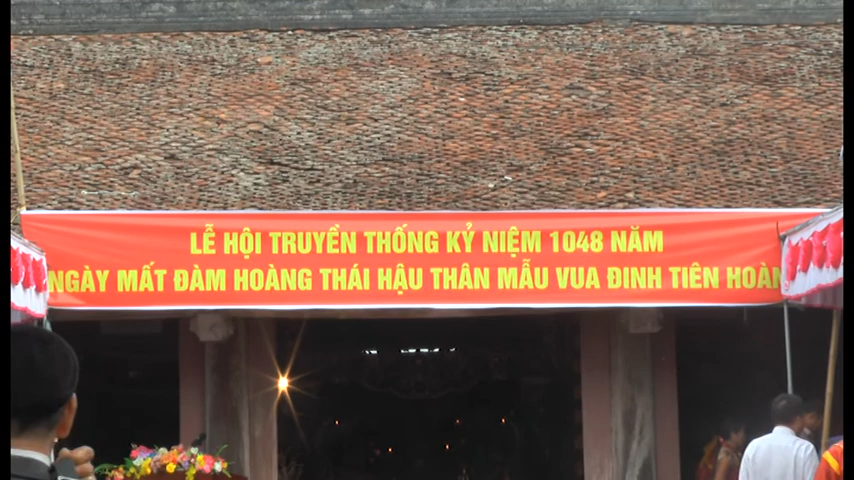 LỄ HỘI TRUYỀN THỐNG KỶ NIỆM 1048 NĂM
NGÀY MẤT ĐÀM HOÀNG THÁI HẬU THÂN MẪU VUA ĐINH TIÊN HOÀN